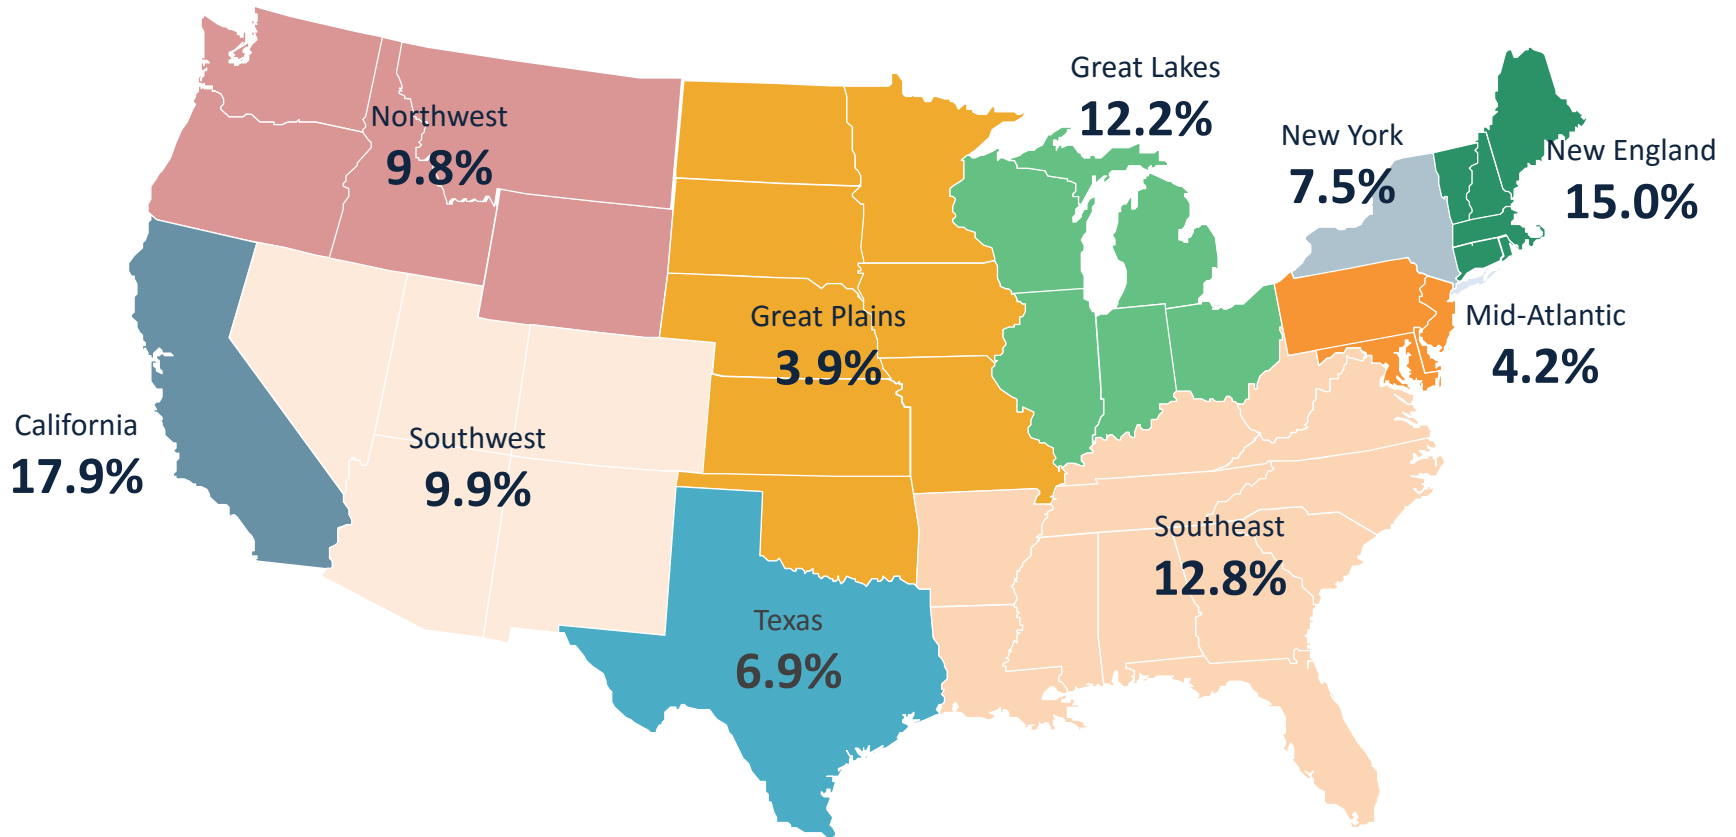 Great Lakes
12.2%
Northwest
9.8%
New York
7.5%
New England
15.0%
Great Plains
3.9%
Mid-Atlantic
4.2%
California
17.9%
Southwest
9.9%
Southeast
12.8%
Texas
6.9%